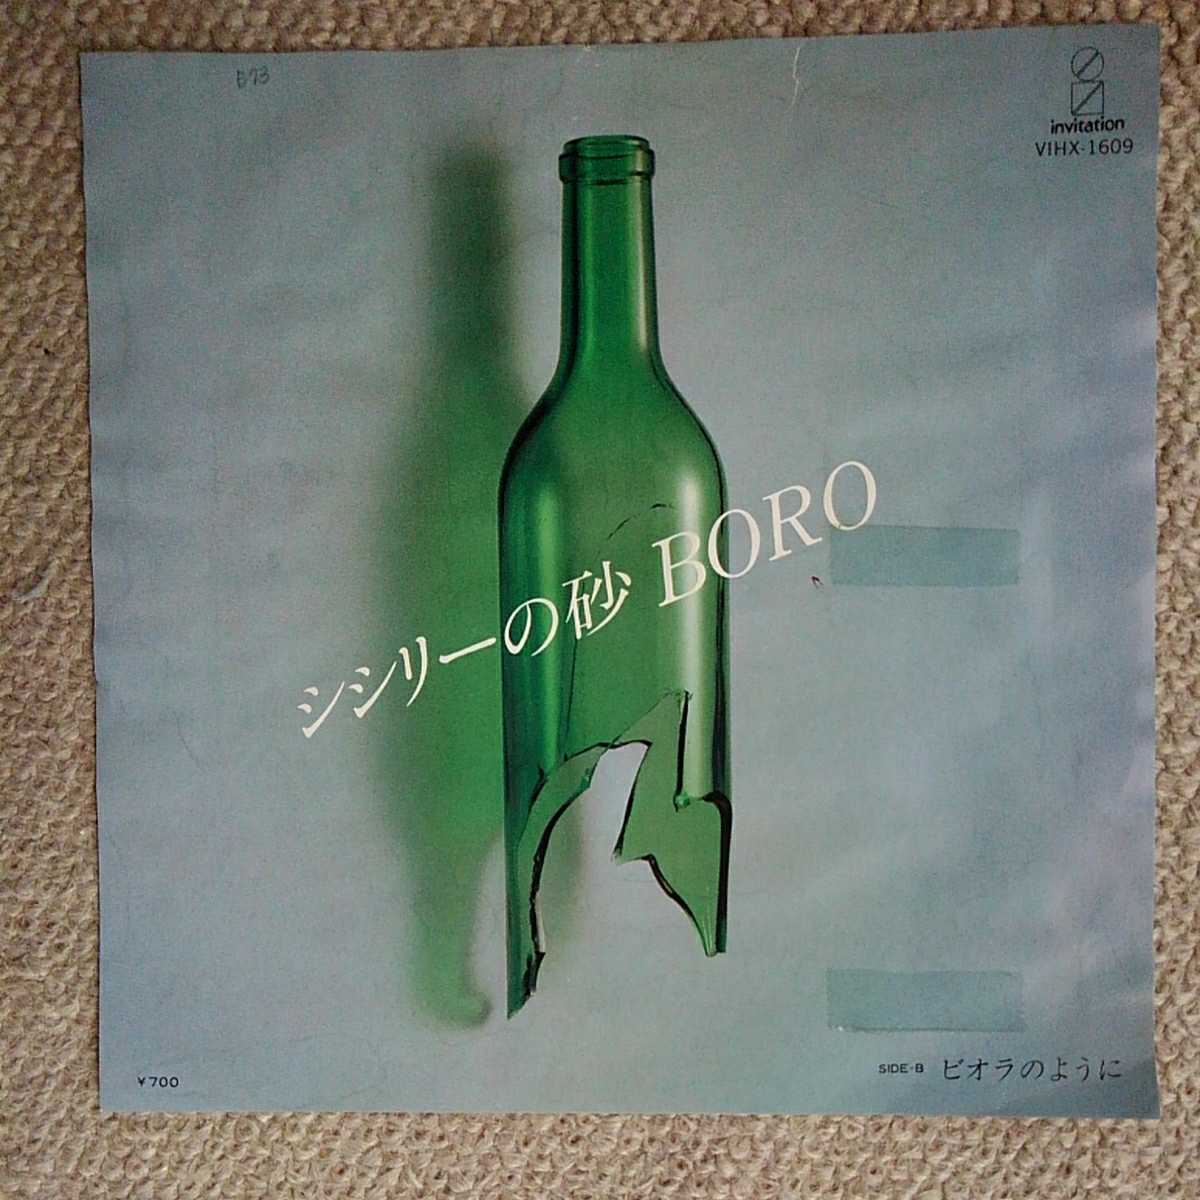 B73
invitation
VIHX-1609
シシリーの砂 BORO
¥700
SIDE-B ビオラのように